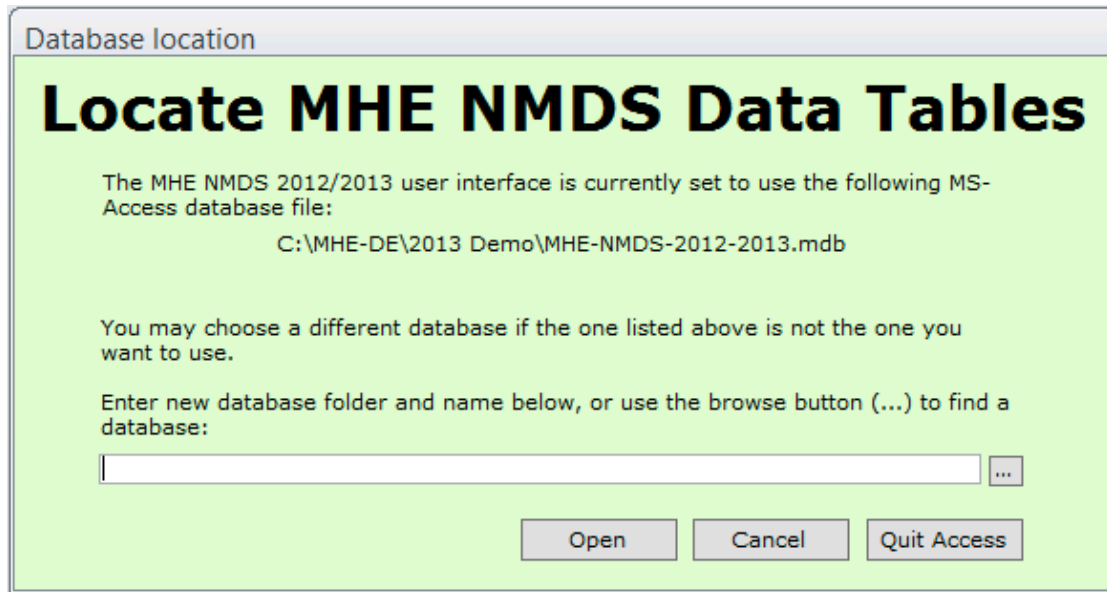 Database location
Locate MHE NMDS Data Tables
The MHE NMDS 2012/2013 user interface is currently set to use the following MS-
Access database file:
C:\MHE-DE\2013 Demo\MHE-NMDS-2012-2013.mdb
You may choose a different database if the one listed above is not the one you
want to use.
Enter new database folder and name below, or use the browse button (...) to find a
database:
...
Open Cancel Quit Access